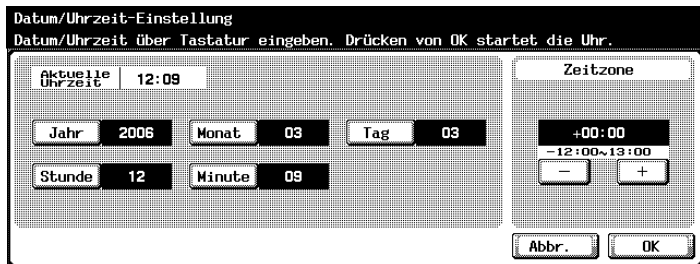 Datum/Uhrzeit-Einstellung
Datum/Uhrzeit über Tastatur eingeben. Drücken von OK startet die Uhr.
Aktuelle Uhrzeit 12:09
Zeitzone
Jahr 2006 Monat 03 Tag 03
+00:00
-12:00~13:00
Stunde 12 Minute 09
- +
Abbr. OK